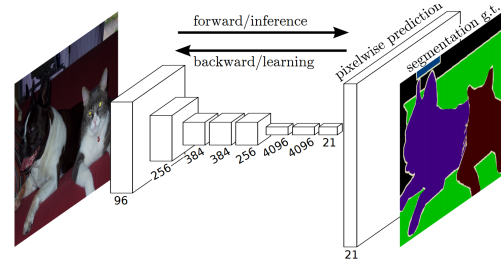 forward/inference
backward/learning
pixelwise prediction
segmentation g.t.
96
256
384
384
256
4096
4096
21
21